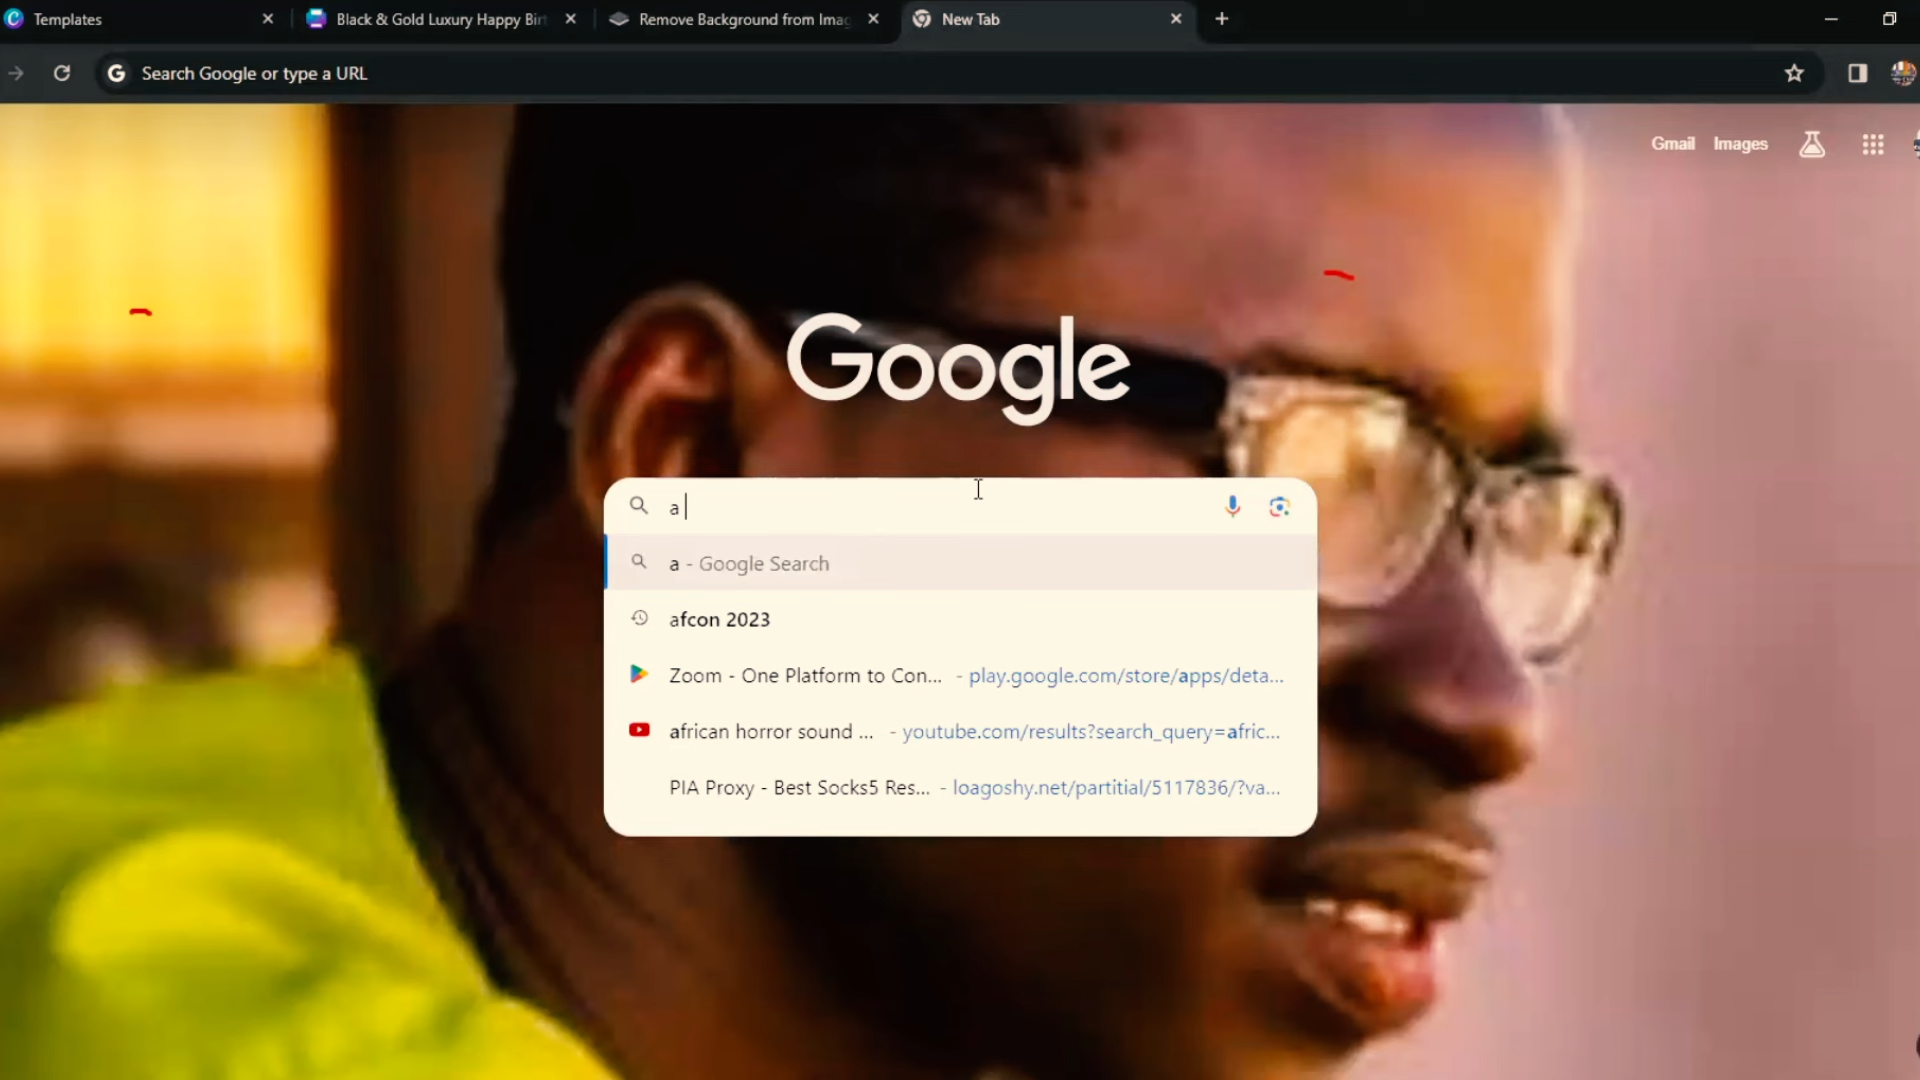 Templates
Black & Gold Luxury Happy Birt
Remove Background from Imag
New Tab
Search Google or type a URL
Gmail Images
Google
a
a - Google Search
afcon 2023
Zoom - One Platform to Con... - play.google.com/store/apps/deta...
african horror sound ... - youtube.com/results?search_query=afric...
PIA Proxy - Best Socks5 Res... - loagoshy.net/partitial/5117836/?va...